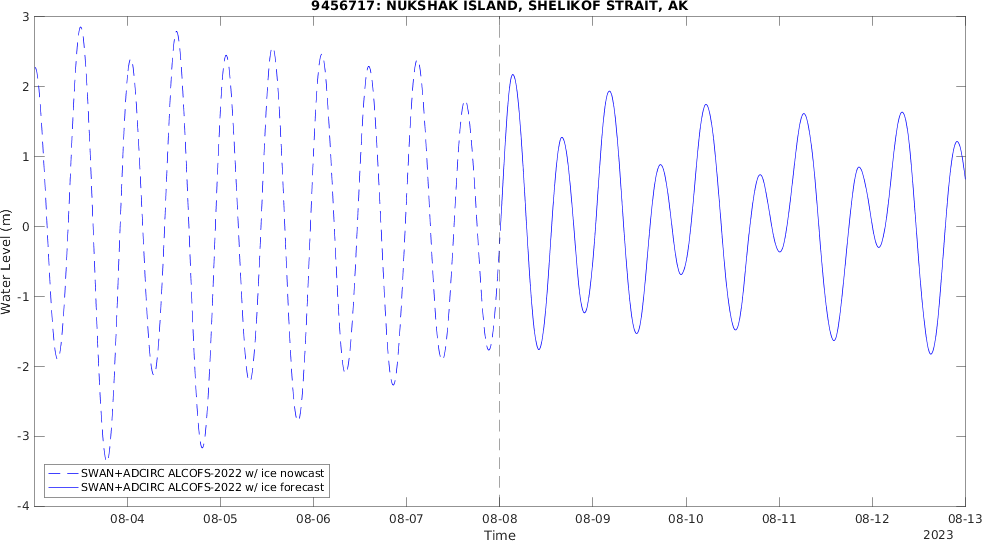 9456717: NUKSHAK ISLAND, SHELIKOF STRAIT, AK
3
2
1
0
-1
-2
-3
-4
Water Level (m)
SWAN+ADCIRC ALCOFS-2022 w/ ice nowcast
SWAN+ADCIRC ALCOFS-2022 w/ ice forecast
08-04 08-05 08-06 08-07 08-08 08-09 08-10 08-11 08-12 08-13
Time
2023